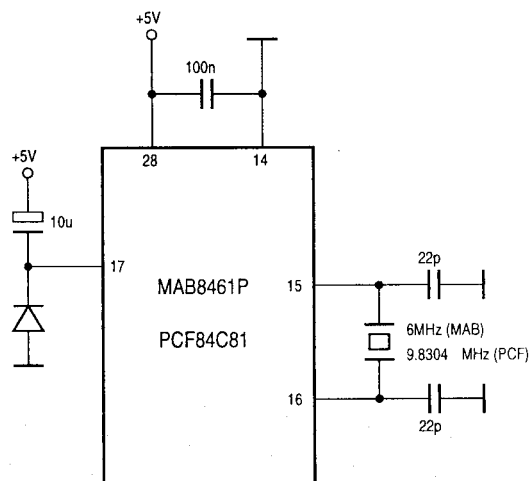 +5V
100n
28
14
+5V
10u
17
MAB8461P
PCF84C81
15
22p
6MHz (MAB)
9.8304 MHz (PCF)
16
22p